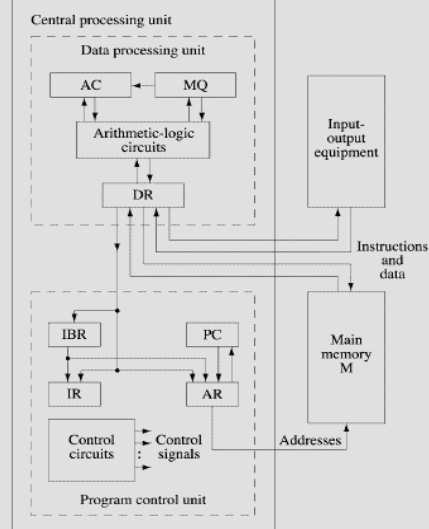 Central processing unit
Data processing unit
AC
MQ
Arithmetic-logic
circuits
DR
Input-
output
equipment
Instructions
and
data
IBR
PC
IR
AR
Main
memory
M
Control
circuits
Control
signals
Addresses
Program control unit